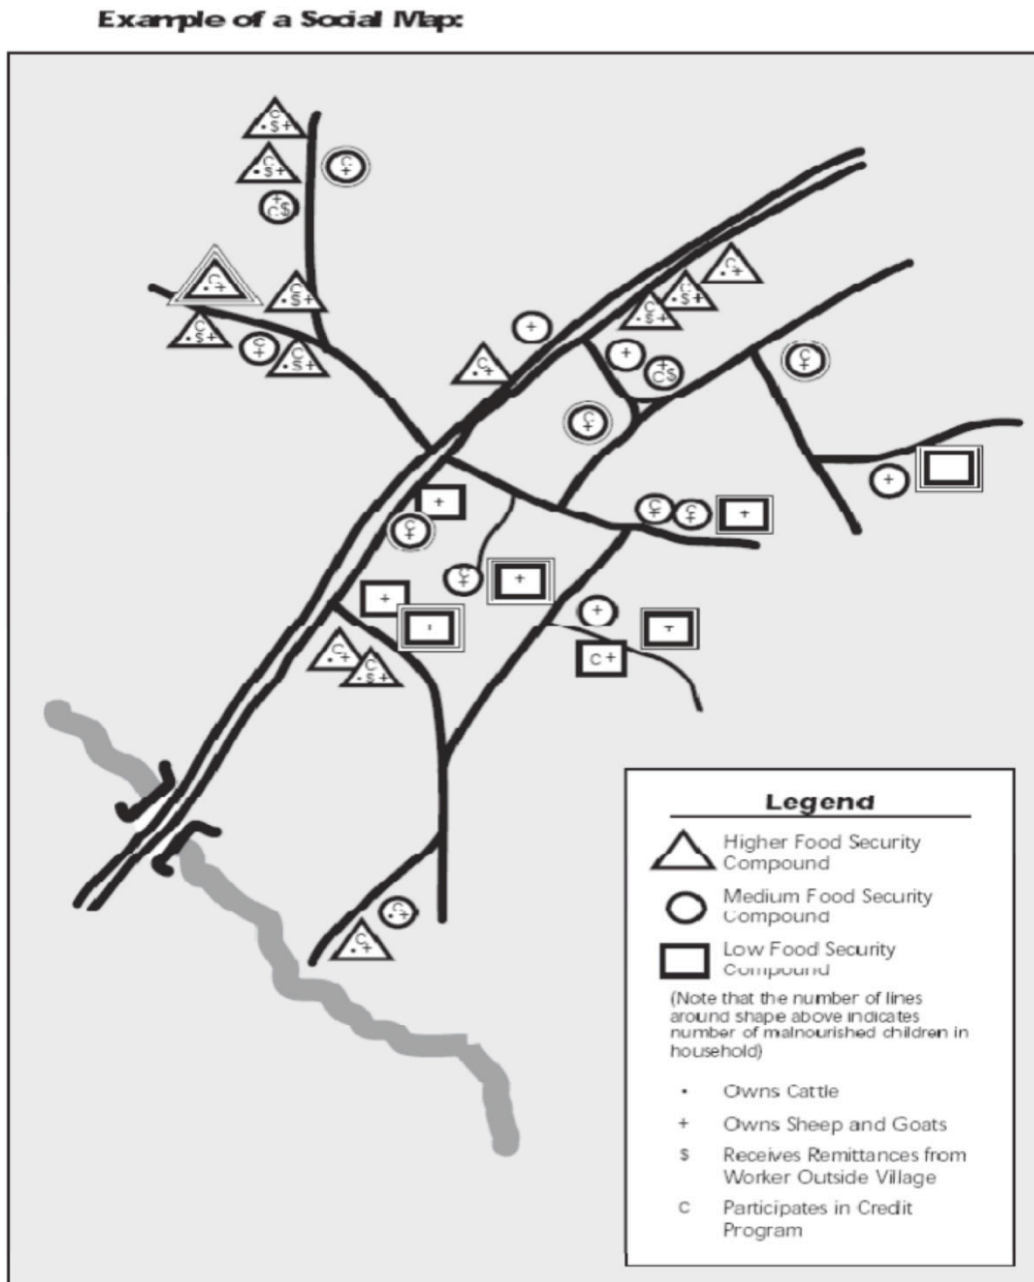 Example of a Social Map:
C
$+
C
$+
C
+
+
C$
C
+
C
$+
C
$+
C
+
C
$+
C
+
+
C
+
C
$+
C
$+
+
+
C$
C
+
C
+
+
+
C
+
C
+
C
+
+
C
+
+
+
+
C+
C
+
C
$+
C
+
C
+
Legend
Higher Food Security
Compound
Medium Food Security
Compound
Low Food Security
Compound
(Note that the number of lines
around shape above indicates
number of malnourished children in
household)
• Owns Cattle
+ Owns Sheep and Goats
$ Receives Remittances from
Worker Outside Village
C Participates in Credit
Program